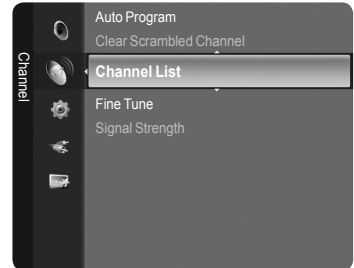 Channel
Auto Program
Clear Scrambled Channel
Channel List
Fine Tune
Signal Strength